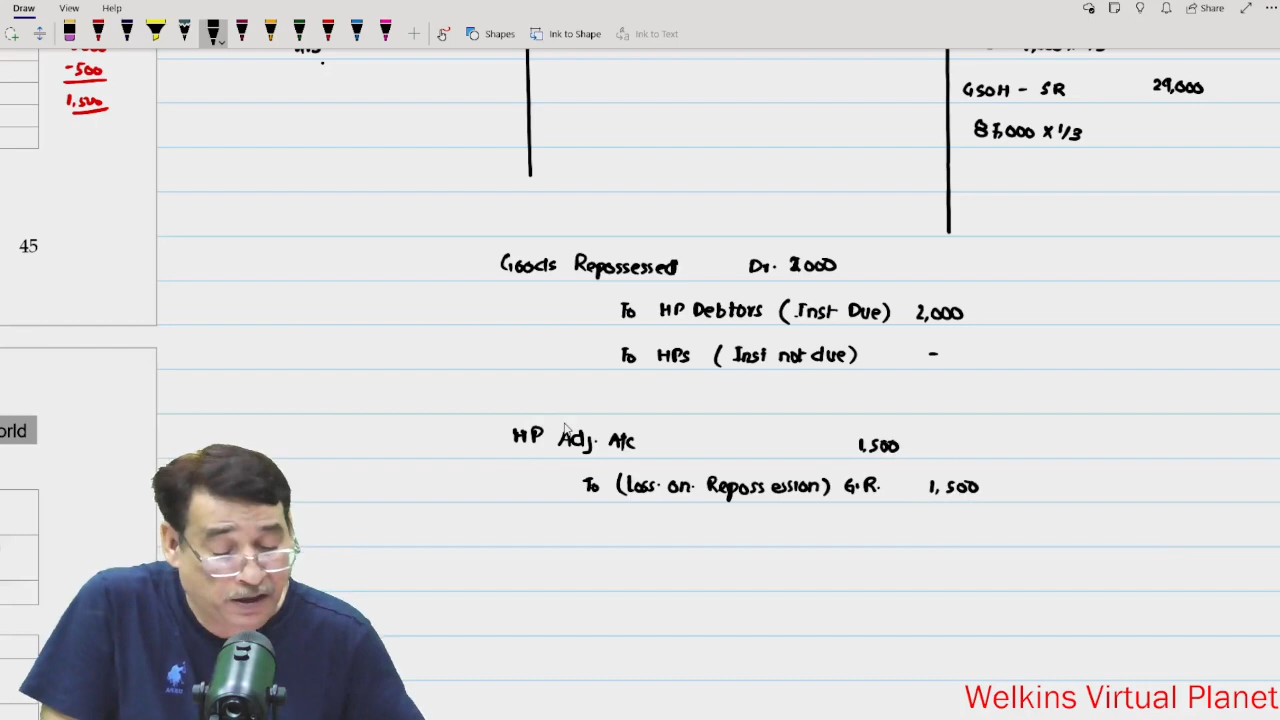 Draw View Help
Share
Shapes Ink to Shape Ink to Text
-500
1,500
GSOH - SR 29,000
87,000 x 1/3
45
Goods Repossessed Dr. 2000
To HP Debtors (Inst Due) 2,000
To HPS (Inst not due) -
orld
HP Adj. A/c 1,500
To (Loss on. Repossession) G.R. 1,500
Welkins Virtual Planet